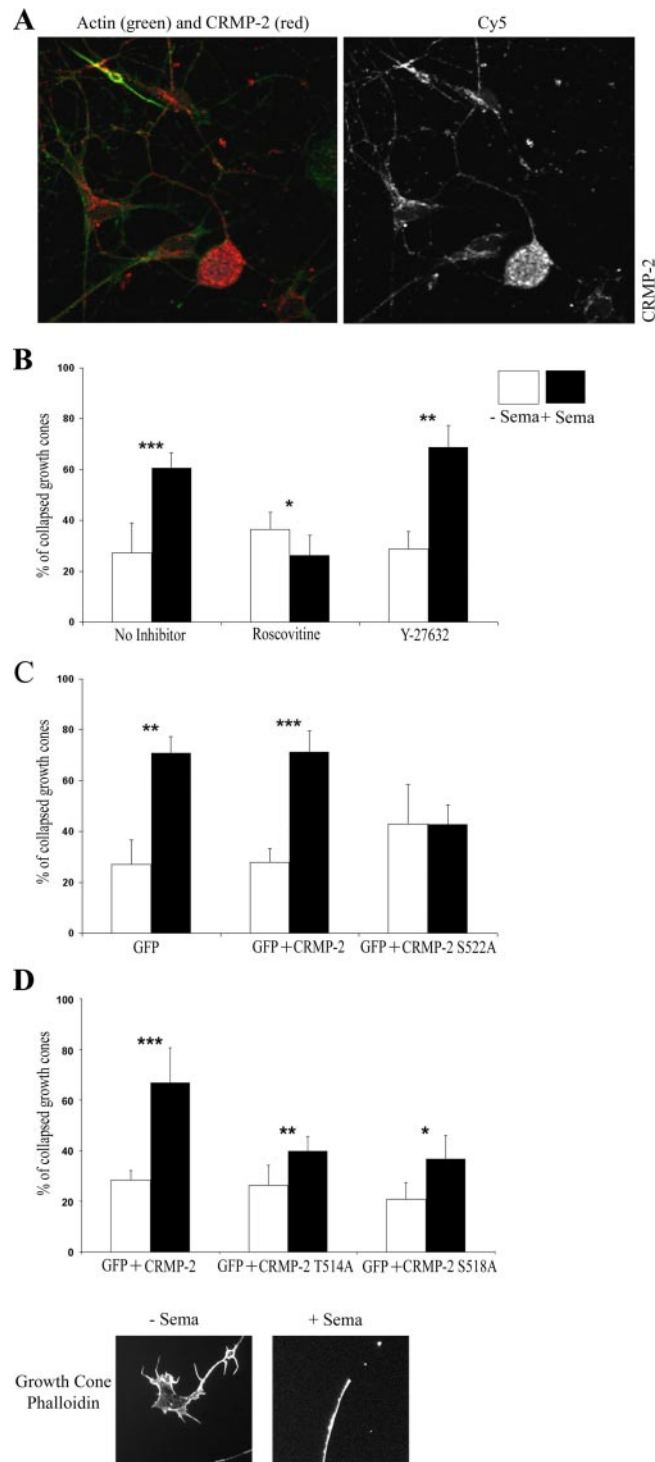 A
Actin (green) and CRMP-2 (red)
Cy5
CRMP-2
B
% of collapsed growth cones
100
80
60
40
20
0
***
*
**
- Sema + Sema
No Inhibitor
Roscovitine
Y-27632
C
% of collapsed growth cones
100
80
60
40
20
0
**
***
GFP
GFP+CRMP-2
GFP+CRMP-2 S522A
D
% of collapsed growth cones
100
80
60
40
20
0
***
**
*
GFP+CRMP-2
GFP+CRMP-2 T514A
GFP+CRMP-2 S518A
- Sema
+ Sema
Growth Cone
Phalloidin